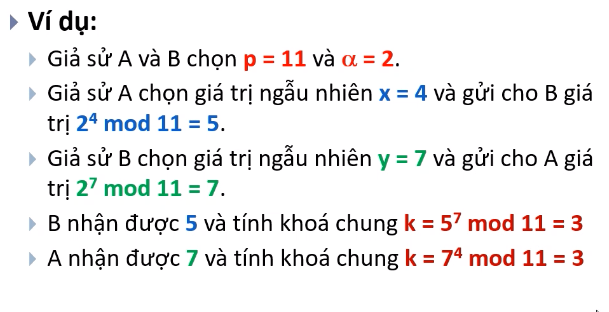 Ví dụ:
Giả sử A và B chọn p = 11 và α = 2.
Giả sử A chọn giá trị ngẫu nhiên x = 4 và gửi cho B giá
trị 2⁴ mod 11 = 5.
Giả sử B chọn giá trị ngẫu nhiên y = 7 và gửi cho A giá
trị 2⁷ mod 11 = 7.
B nhận được 5 và tính khoá chung k = 5⁷ mod 11 = 3
A nhận được 7 và tính khoá chung k = 7⁴ mod 11 = 3